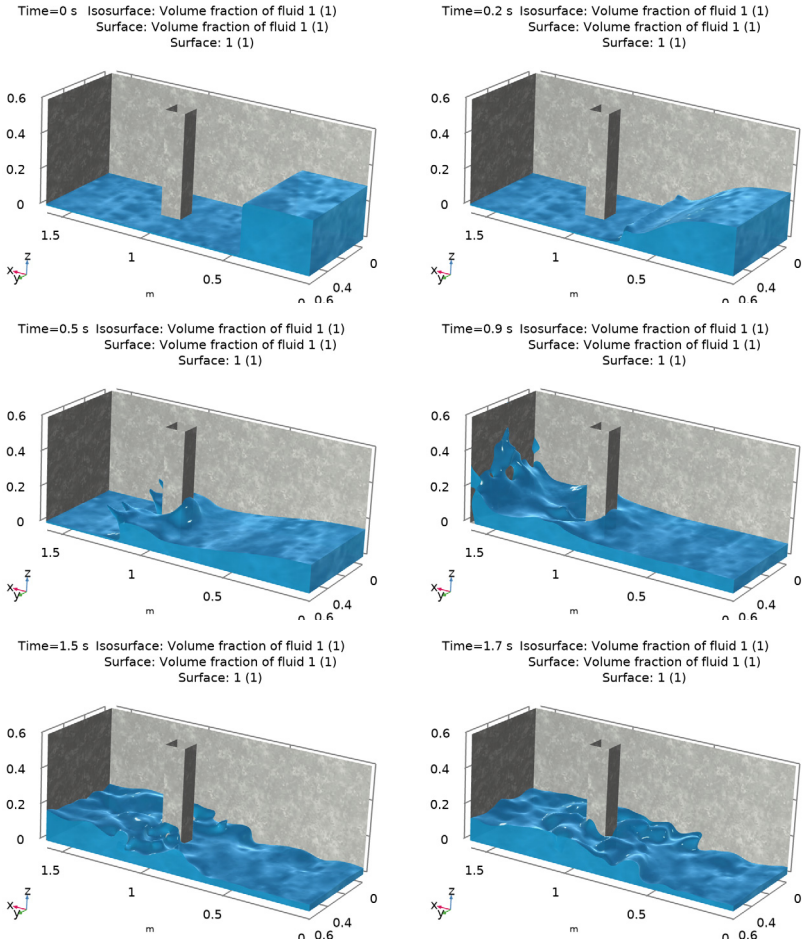 Time=0 s Isosurface: Volume fraction of fluid 1 (1)
Surface: Volume fraction of fluid 1 (1)
Surface: 1 (1)
0.6
0.4
0.2
0
1.5
1
0.5
0
0.6
0.4
0
m
z
x
y
Time=0.2 s Isosurface: Volume fraction of fluid 1 (1)
Surface: Volume fraction of fluid 1 (1)
Surface: 1 (1)
0.6
0.4
0.2
0
1.5
1
0.5
0
0.6
0.4
0
m
z
x
y
Time=0.5 s Isosurface: Volume fraction of fluid 1 (1)
Surface: Volume fraction of fluid 1 (1)
Surface: 1 (1)
0.6
0.4
0.2
0
1.5
1
0.5
0
0.6
0.4
0
m
z
x
y
Time=0.9 s Isosurface: Volume fraction of fluid 1 (1)
Surface: Volume fraction of fluid 1 (1)
Surface: 1 (1)
0.6
0.4
0.2
0
1.5
1
0.5
0
0.6
0.4
0
m
z
x
y
Time=1.5 s Isosurface: Volume fraction of fluid 1 (1)
Surface: Volume fraction of fluid 1 (1)
Surface: 1 (1)
0.6
0.4
0.2
0
1.5
1
0.5
0
0.6
0.4
0
m
z
x
y
Time=1.7 s Isosurface: Volume fraction of fluid 1 (1)
Surface: Volume fraction of fluid 1 (1)
Surface: 1 (1)
0.6
0.4
0.2
0
1.5
1
0.5
0
0.6
0.4
0
m
z
x
y